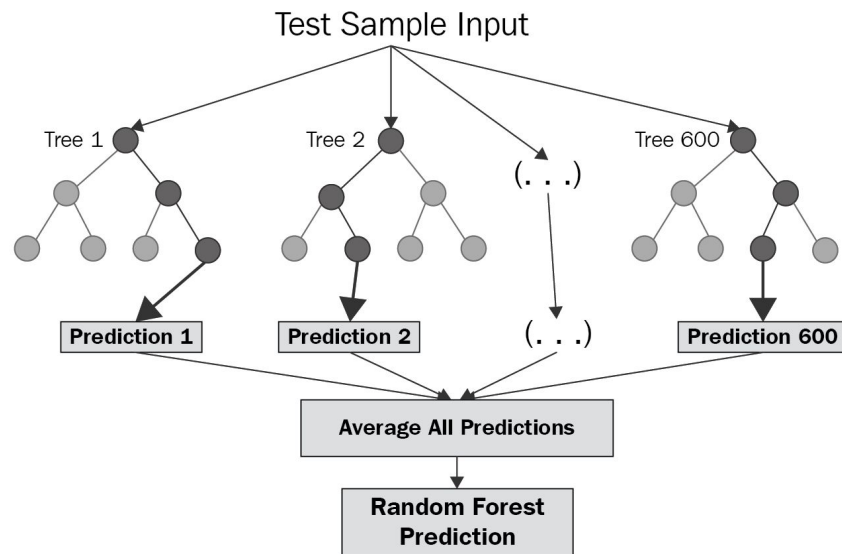 Test Sample Input
Tree 1
Tree 2
Tree 600
(. . .)
Prediction 1
Prediction 2
(. . .)
Prediction 600
Average All Predictions
Random Forest
Prediction